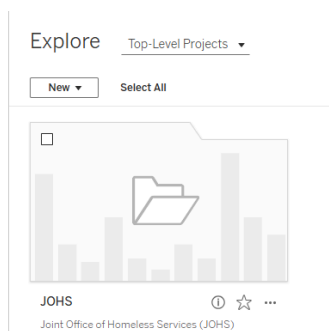 Explore Top-Level Projects
New Select All
JOHS
Joint Office of Homeless Services (JOHS)